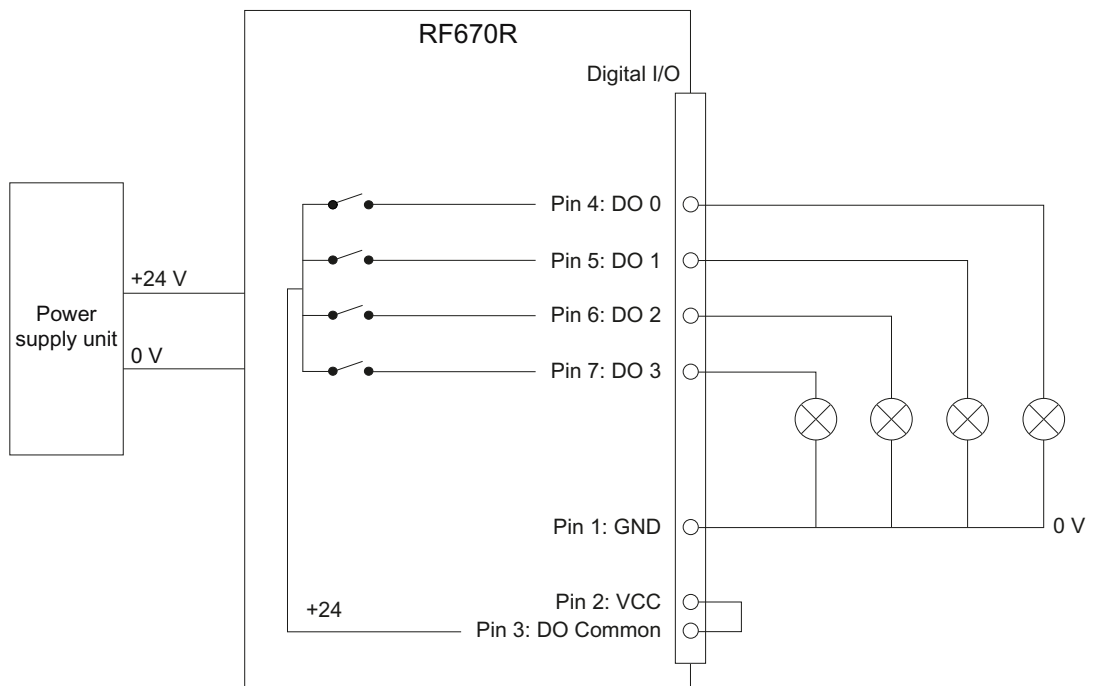 RF670R
Digital I/O
Pin 4: DO 0
Pin 5: DO 1
+24 V
Pin 6: DO 2
Power
supply unit
0 V
Pin 7: DO 3
Pin 1: GND
0 V
Pin 2: VCC
+24
Pin 3: DO Common